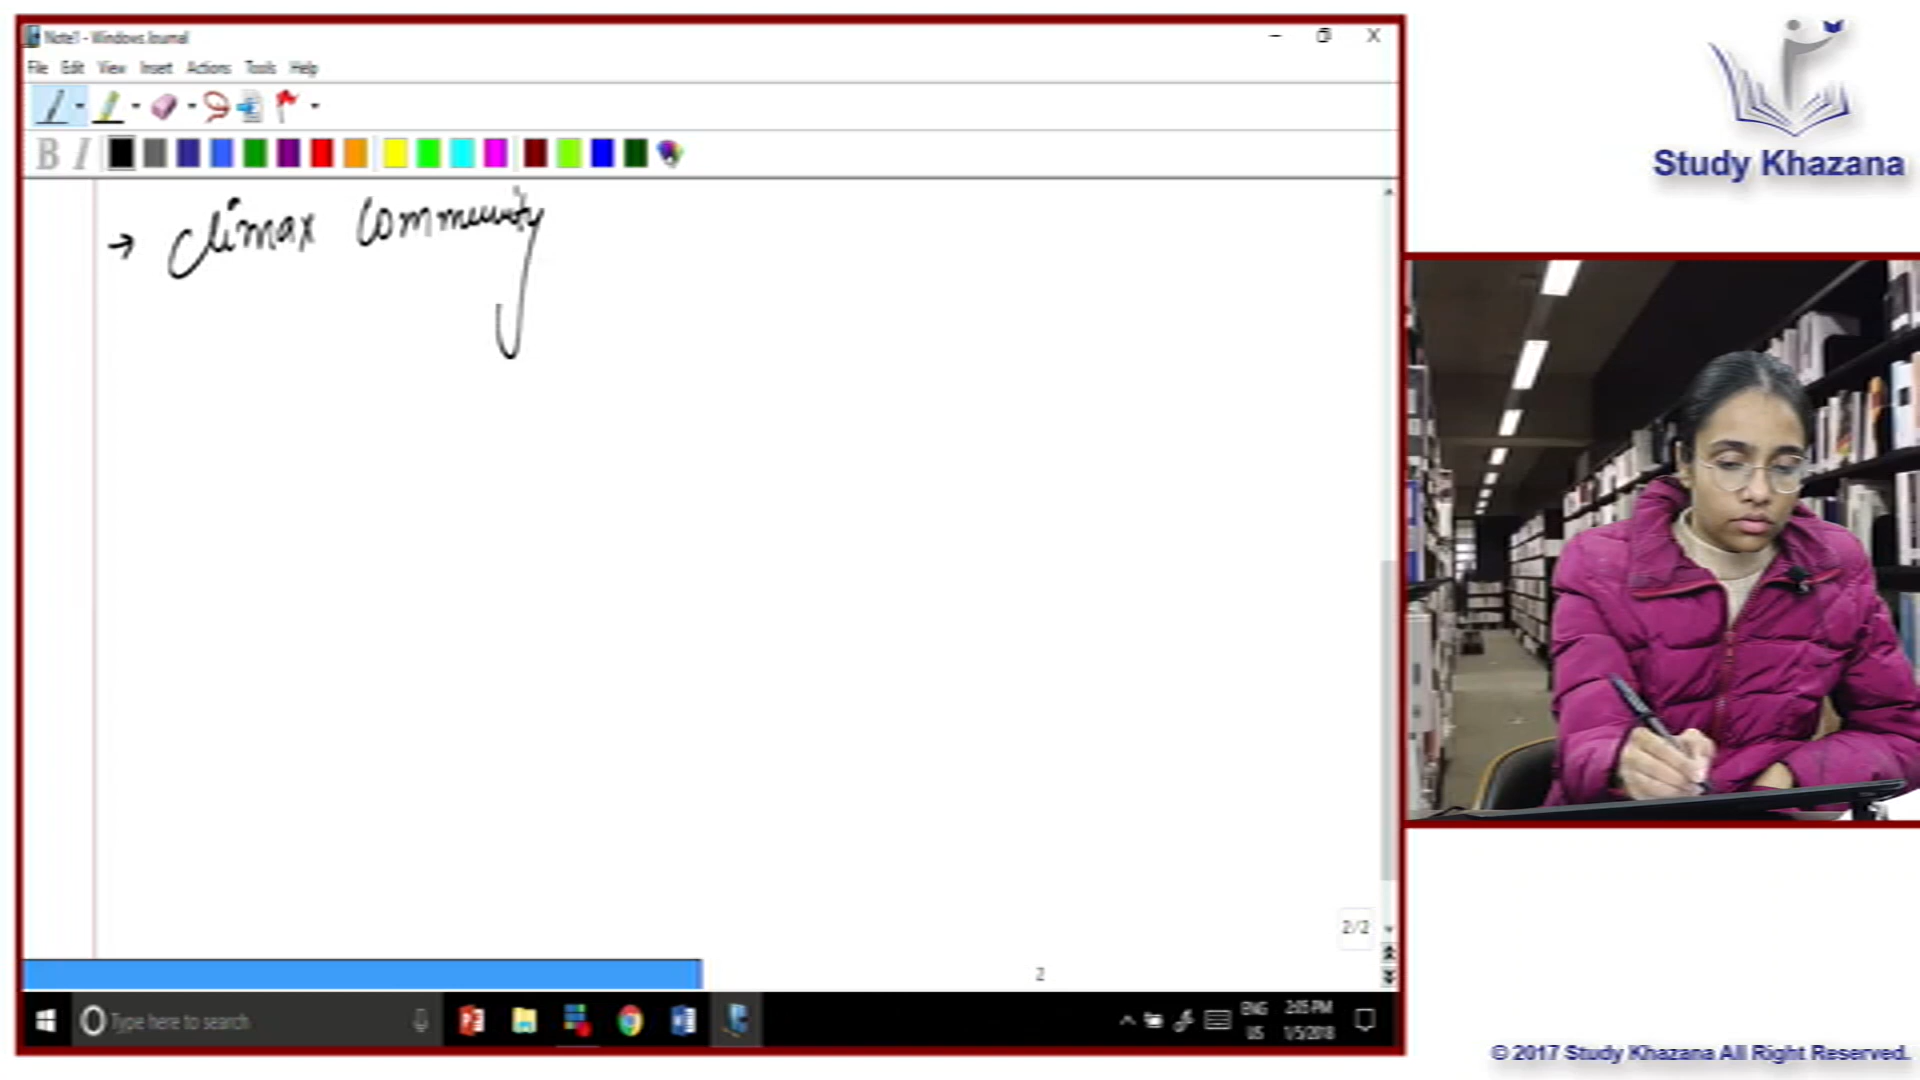 Note1 - Windows Journal
File Edit View Insert Actions Tools Help
B I
→ Climax Community
2/2
2
Type here to search
ENG
US
2:05 PM
1/5/2018
Study Khazana
© 2017 Study Khazana All Right Reserved.